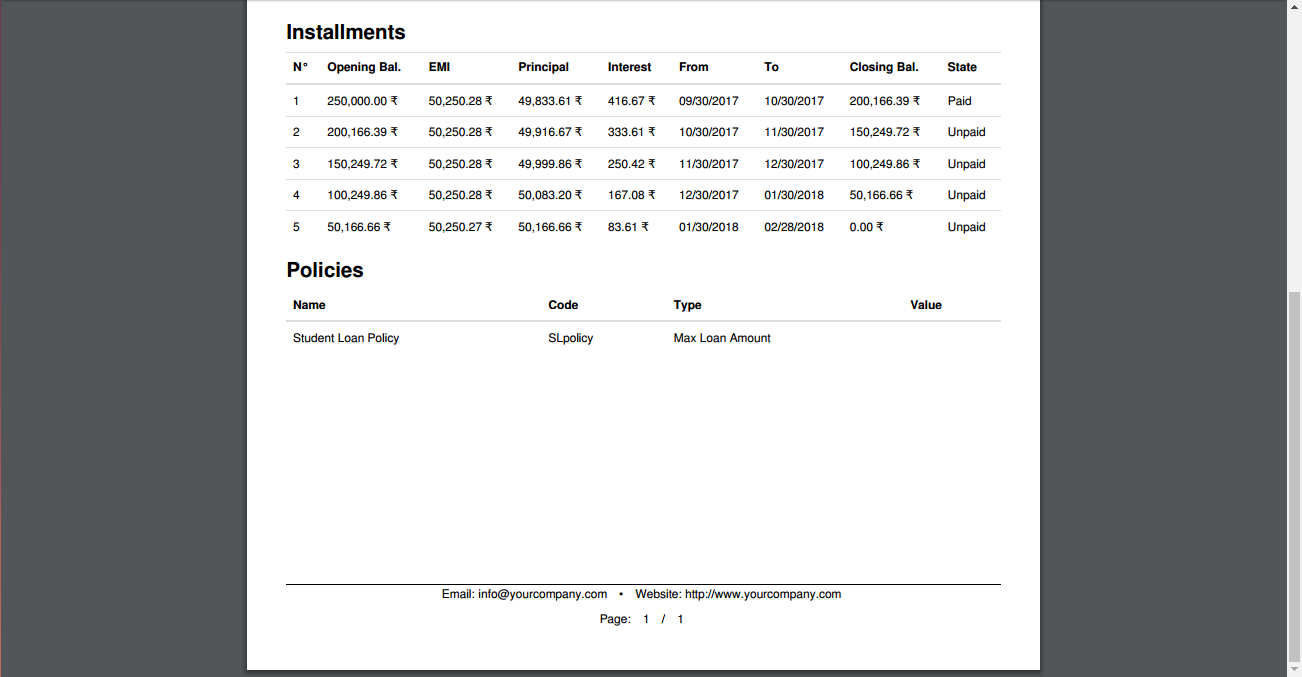 Installments
N° Opening Bal. EMI Principal Interest From To Closing Bal. State
1 250,000.00 ₹ 50,250.28 ₹ 49,833.61 ₹ 416.67 ₹ 09/30/2017 10/30/2017 200,166.39 ₹ Paid
2 200,166.39 ₹ 50,250.28 ₹ 49,916.67 ₹ 333.61 ₹ 10/30/2017 11/30/2017 150,249.72 ₹ Unpaid
3 150,249.72 ₹ 50,250.28 ₹ 49,999.86 ₹ 250.42 ₹ 11/30/2017 12/30/2017 100,249.86 ₹ Unpaid
4 100,249.86 ₹ 50,250.28 ₹ 50,083.20 ₹ 167.08 ₹ 12/30/2017 01/30/2018 50,166.66 ₹ Unpaid
5 50,166.66 ₹ 50,250.27 ₹ 50,166.66 ₹ 83.61 ₹ 01/30/2018 02/28/2018 0.00 ₹ Unpaid
Policies
Name Code Type Value
Student Loan Policy SLpolicy Max Loan Amount
Email: info@yourcompany.com • Website: http://www.yourcompany.com
Page: 1 / 1